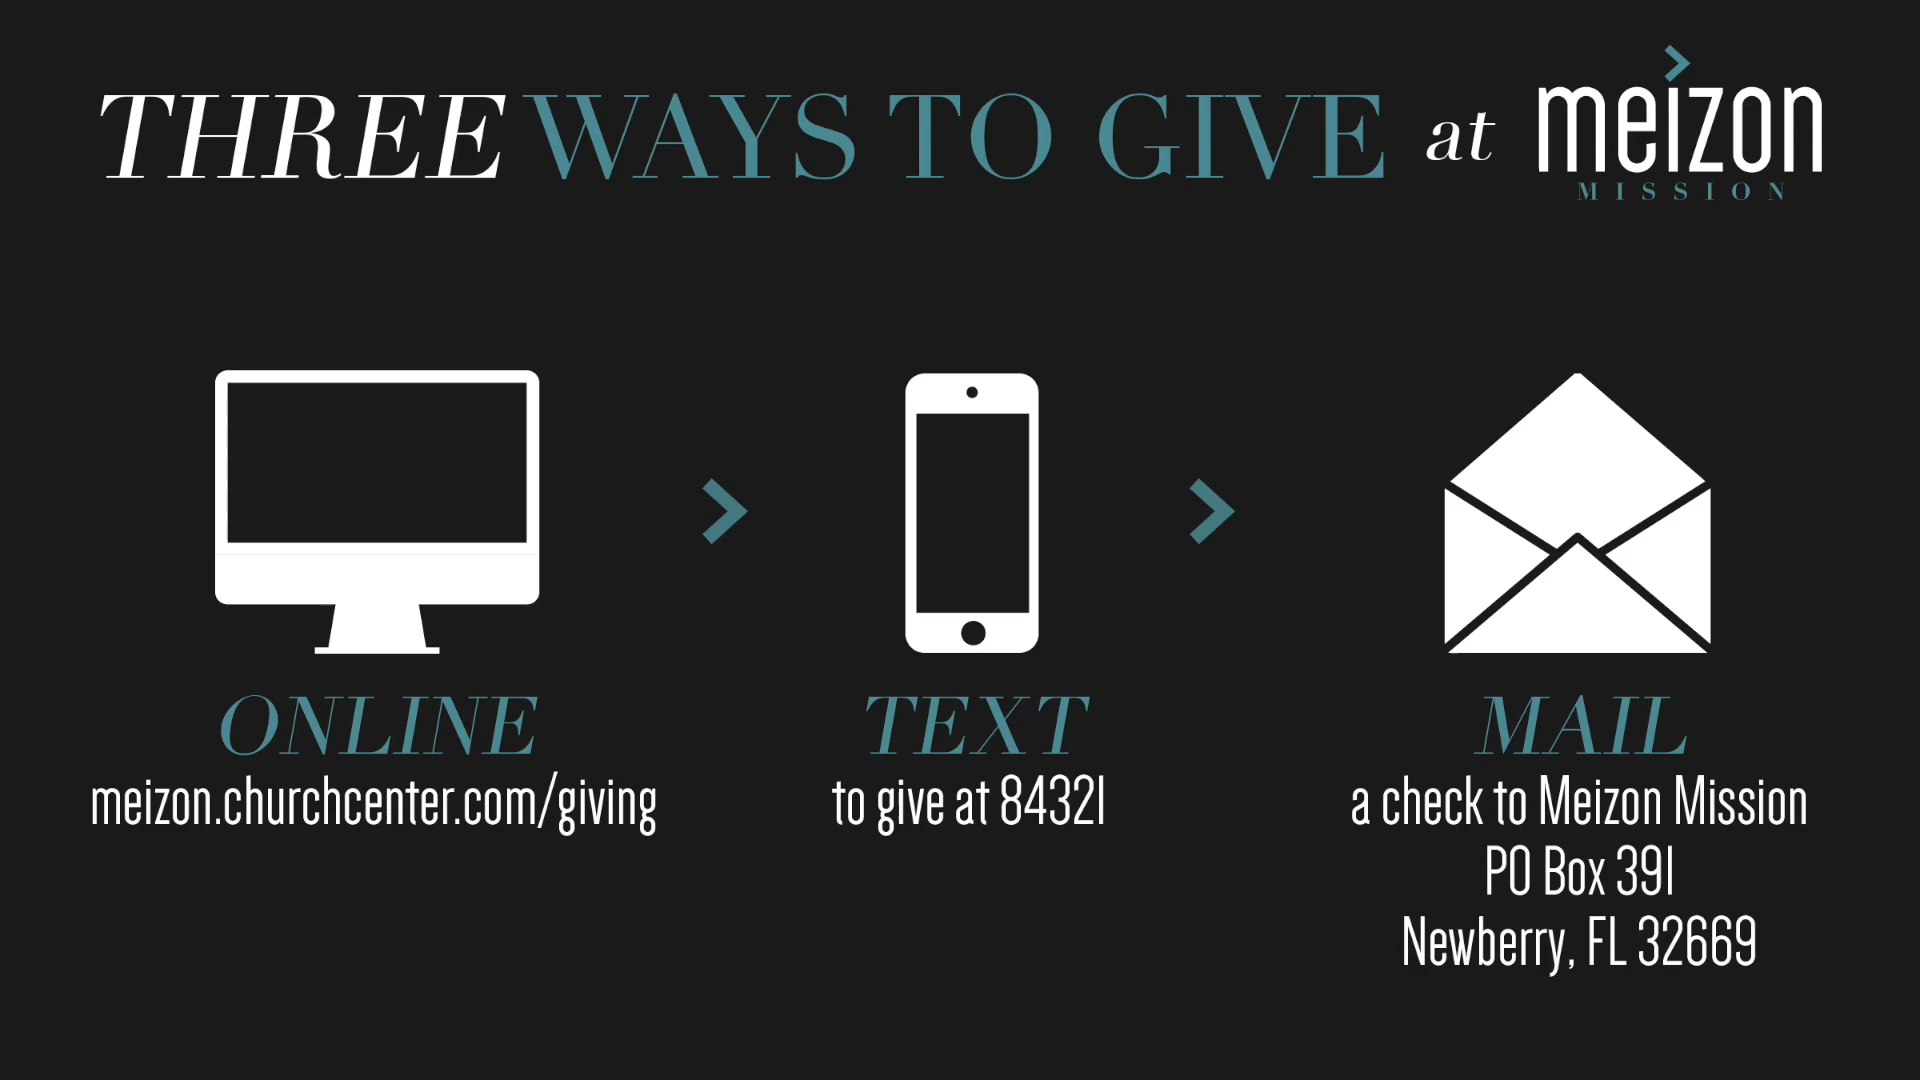 THREE WAYS TO GIVE at meizon
MISSION
ONLINE
meizon.churchcenter.com/giving
TEXT
to give at 84321
MAIL
a check to Meizon Mission
PO Box 391
Newberry, FL 32669